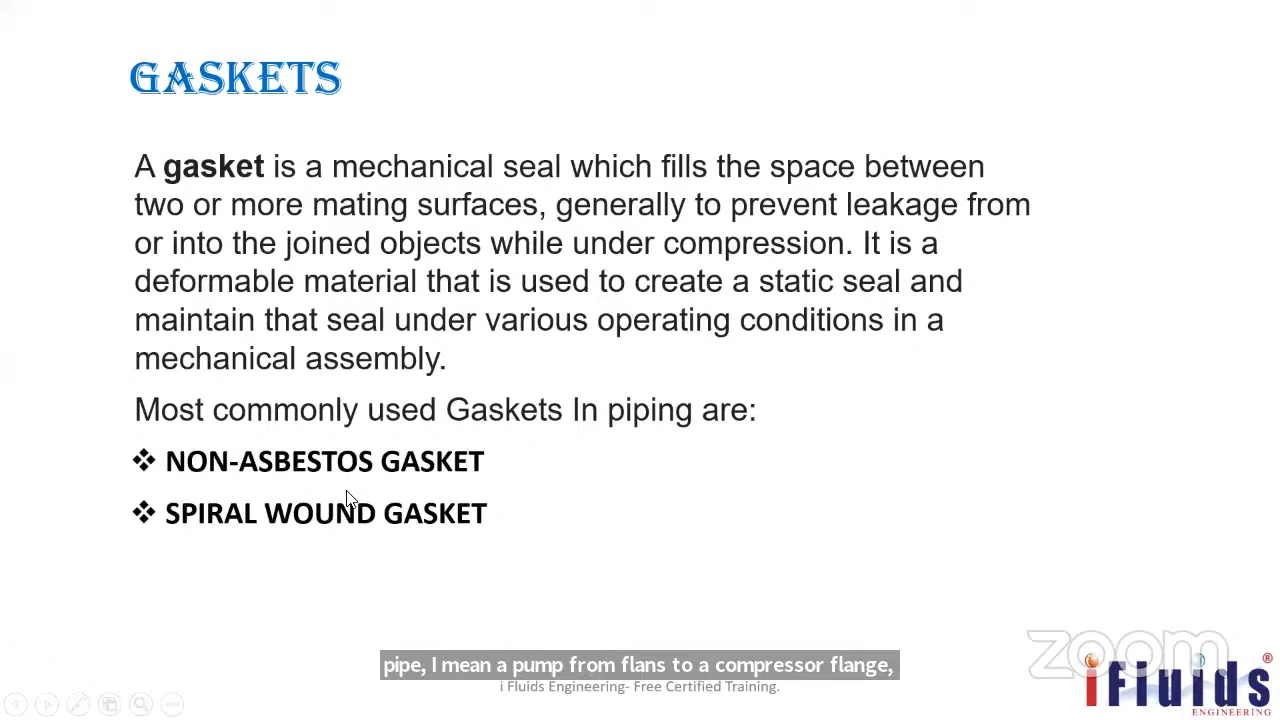 GASKETS
A gasket is a mechanical seal which fills the space between
two or more mating surfaces, generally to prevent leakage from
or into the joined objects while under compression. It is a
deformable material that is used to create a static seal and
maintain that seal under various operating conditions in a
mechanical assembly.
Most commonly used Gaskets In piping are:
❖ NON-ASBESTOS GASKET
❖ SPIRAL WOUND GASKET
pipe, I mean a pump from flans to a compressor flange,
i Fluids Engineering- Free Certified Training.
zoom
iFluids®
ENGINEERING